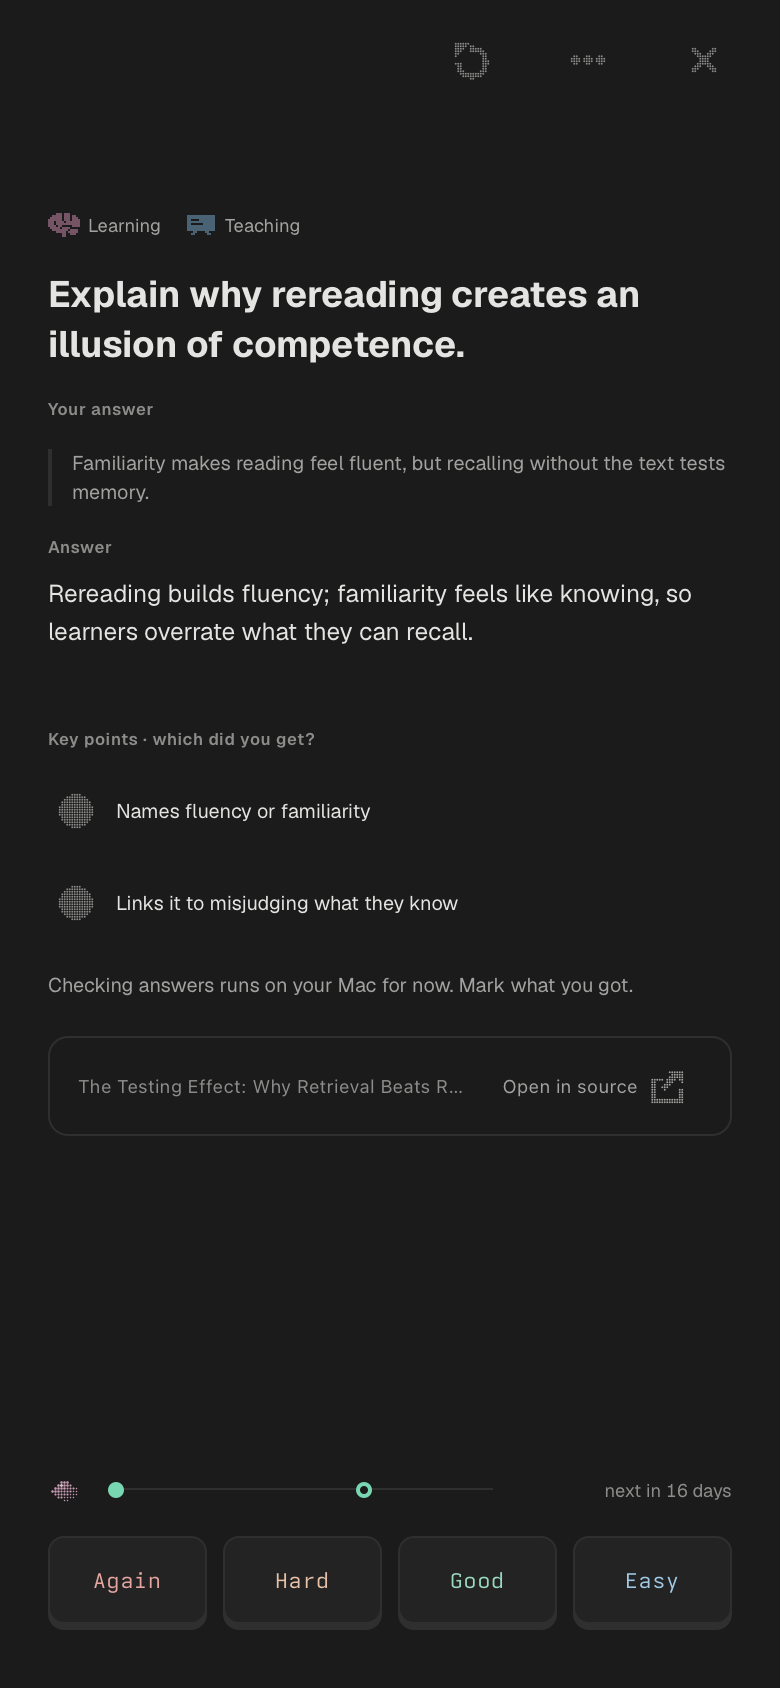 Learning
Teaching
Explain why rereading creates an
illusion of competence.
Your answer
Familiarity makes reading feel fluent, but recalling without the text tests
memory.
Answer
Rereading builds fluency; familiarity feels like knowing, so
learners overrate what they can recall.
Key points · which did you get?
Names fluency or familiarity
Links it to misjudging what they know
Checking answers runs on your Mac for now. Mark what you got.
The Testing Effect: Why Retrieval Beats R...
Open in source
next in 16 days
Again
Hard
Good
Easy